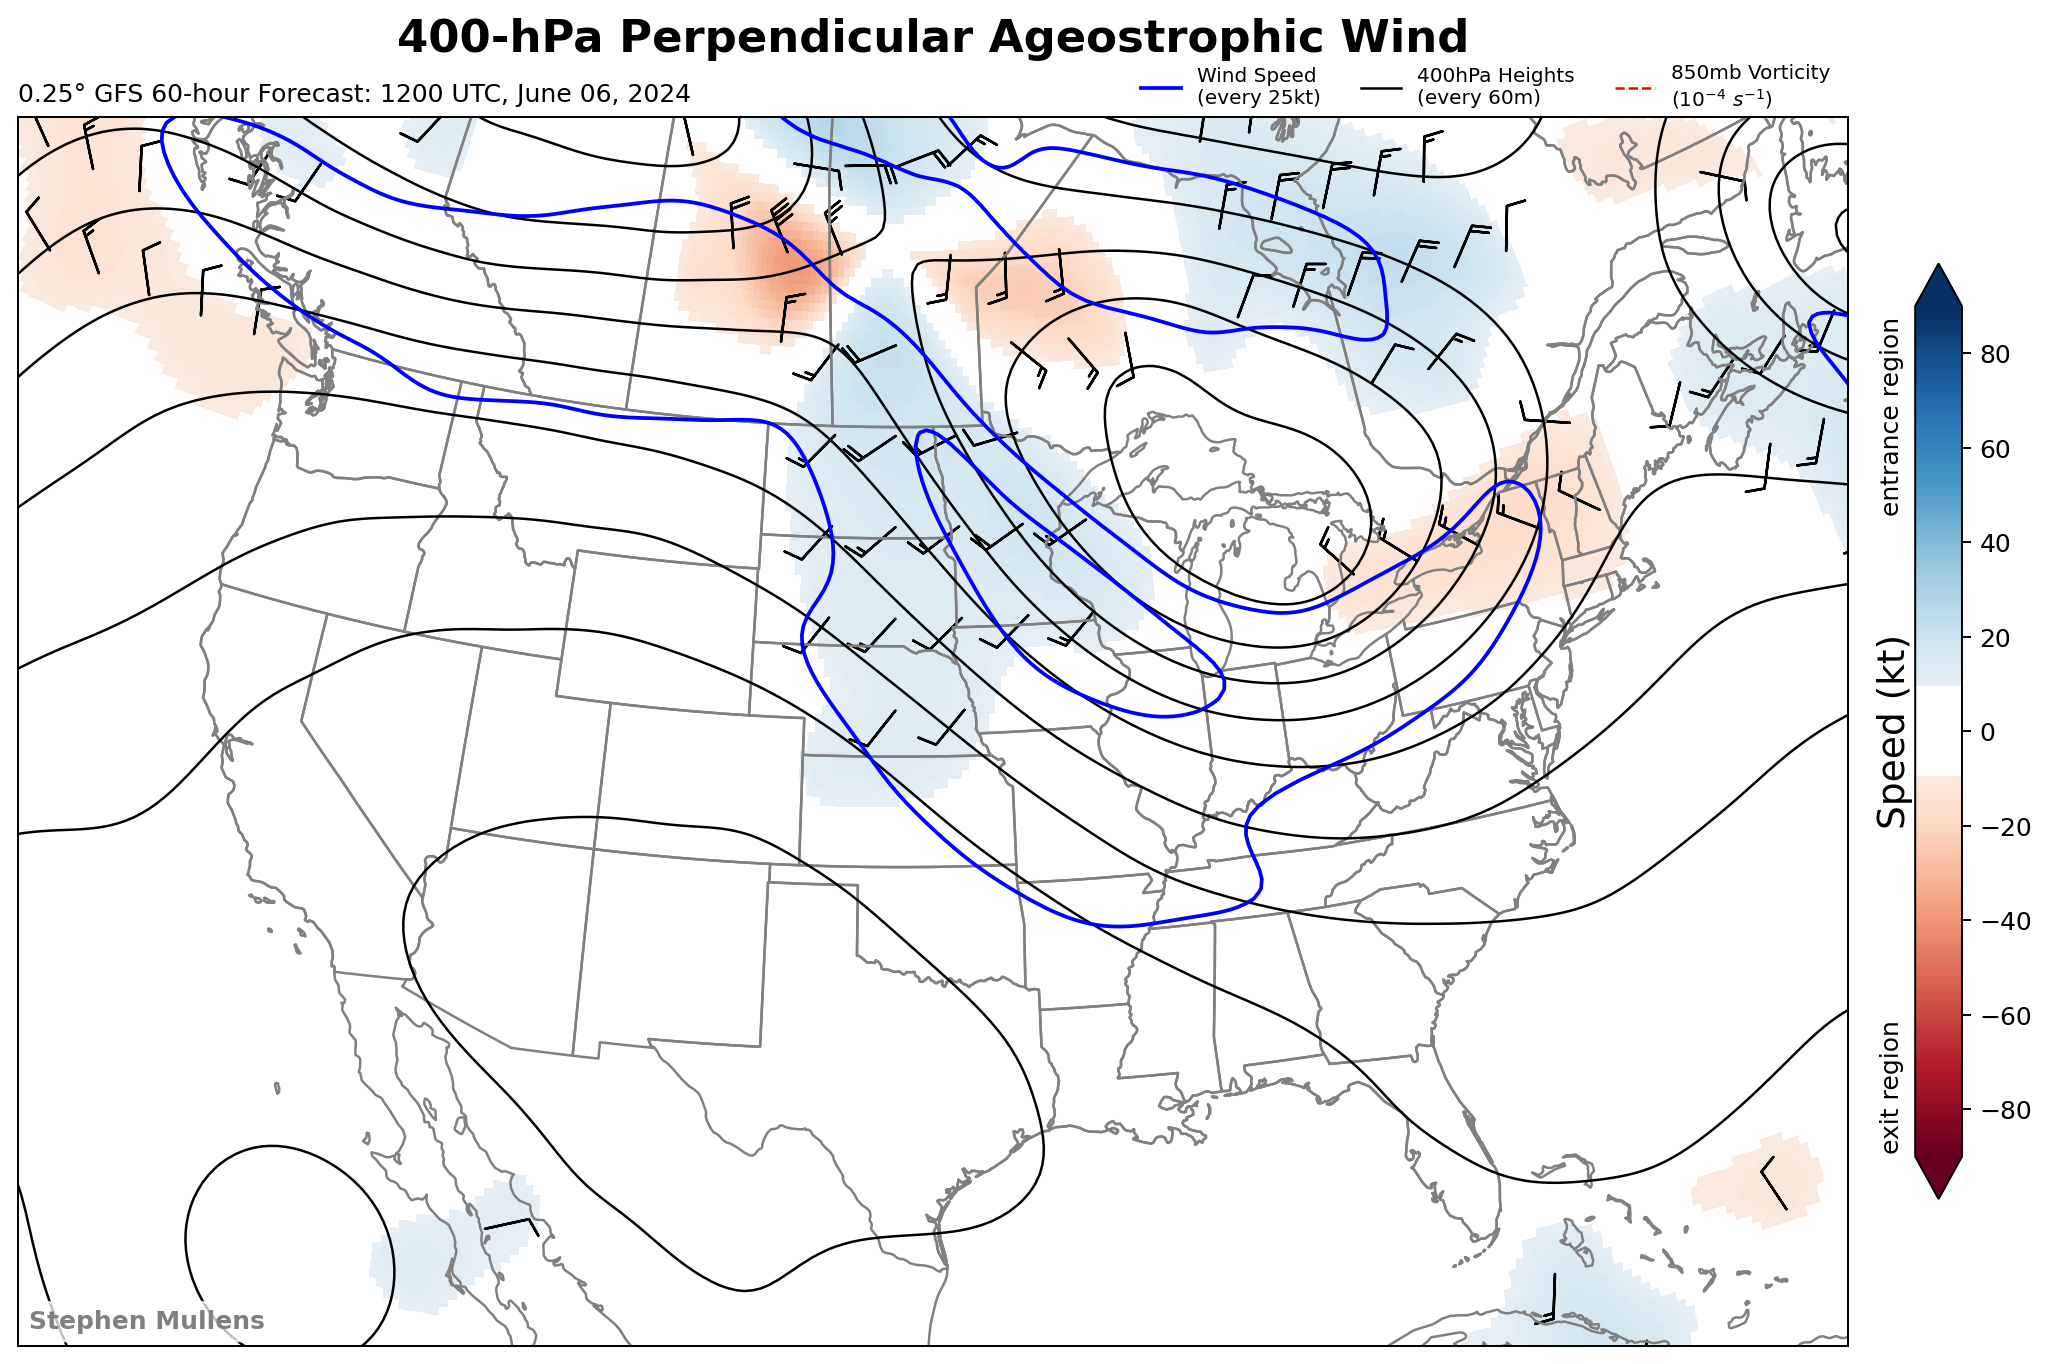 400-hPa Perpendicular Ageostrophic Wind
0.25° GFS 60-hour Forecast: 1200 UTC, June 06, 2024
Wind Speed
(every 25kt)
400hPa Heights
(every 60m)
850mb Vorticity
(10⁻⁴ s⁻¹)
entrance region
Speed (kt)
exit region
80
60
40
20
0
−20
−40
−60
−80
Stephen Mullens